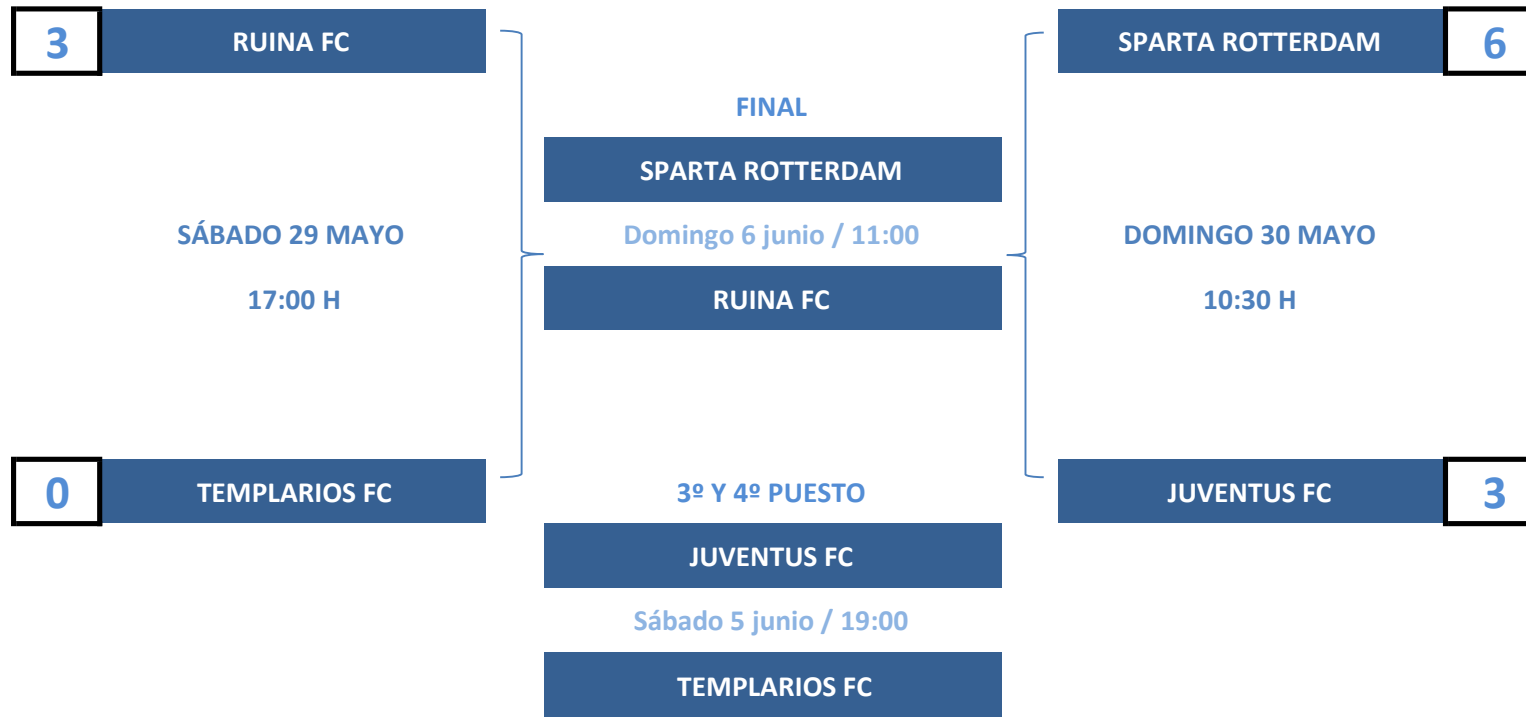 3 RUINA FC
SÁBADO 29 MAYO
17:00 H
0 TEMPLARIOS FC
FINAL
SPARTA ROTTERDAM
Domingo 6 junio / 11:00
RUINA FC
3º Y 4º PUESTO
JUVENTUS FC
Sábado 5 junio / 19:00
TEMPLARIOS FC
SPARTA ROTTERDAM 6
DOMINGO 30 MAYO
10:30 H
JUVENTUS FC 3